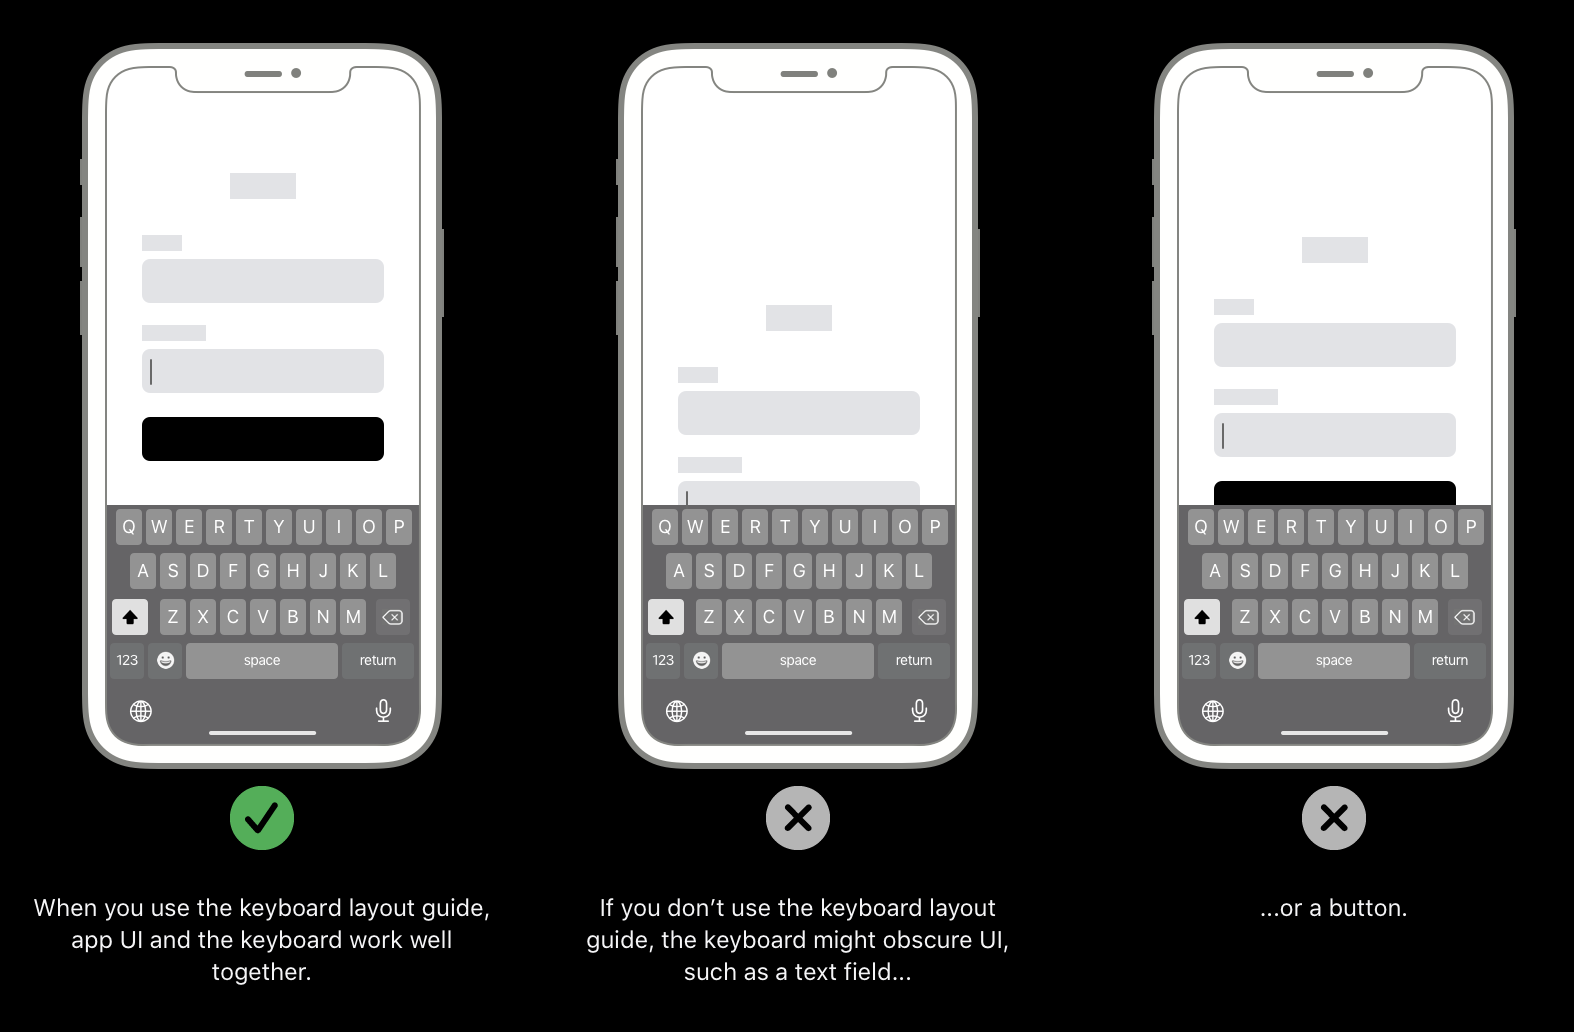 Q W E R T Y U I O P
A S D F G H J K L
Z X C V B N M
123 space return
Q W E R T Y U I O P
A S D F G H J K L
Z X C V B N M
123 space return
Q W E R T Y U I O P
A S D F G H J K L
Z X C V B N M
123 space return
When you use the keyboard layout guide,
app UI and the keyboard work well
together.
If you don’t use the keyboard layout
guide, the keyboard might obscure UI,
such as a text field...
...or a button.